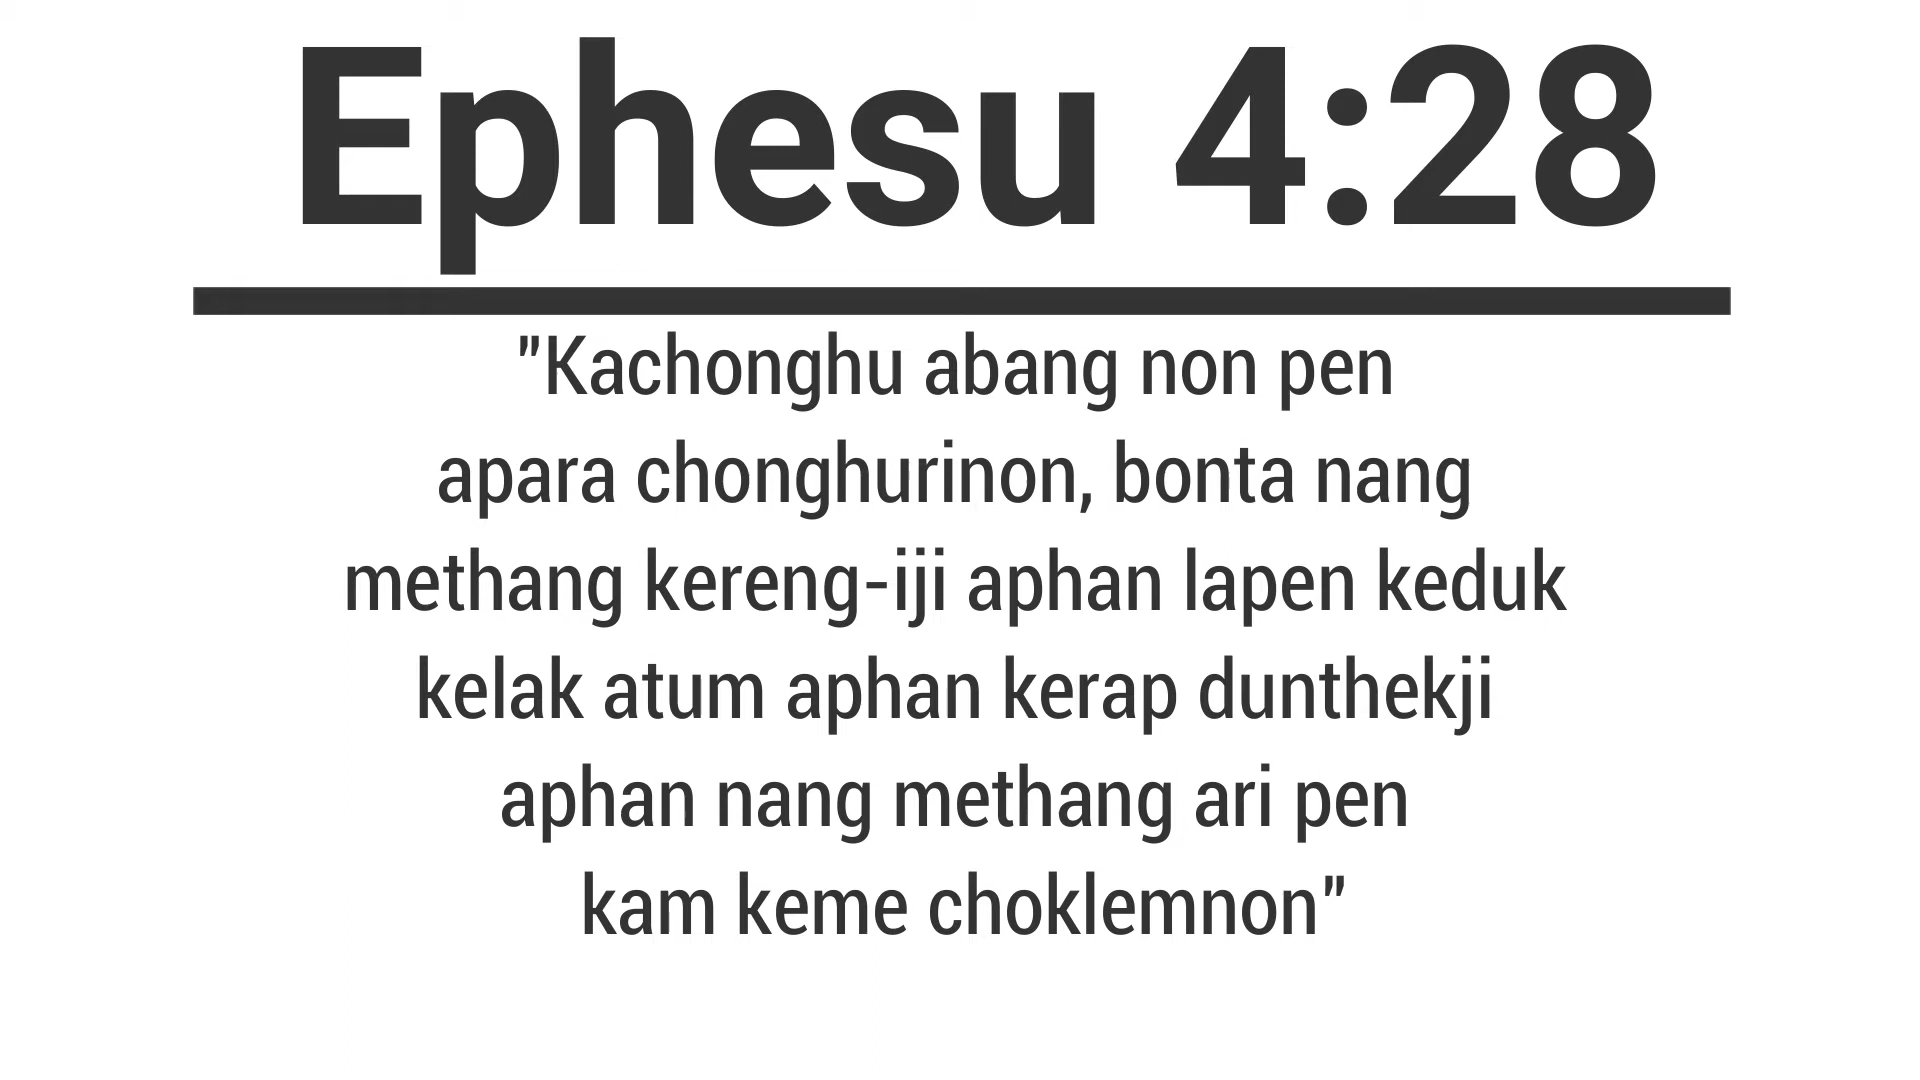 Ephesu 4:28
"Kachonghu abang non pen
apara chonghurinon, bonta nang
methang kereng-iji aphan lapen keduk
kelak atum aphan kerap dunthekji
aphan nang methang ari pen
kam keme choklemnon"